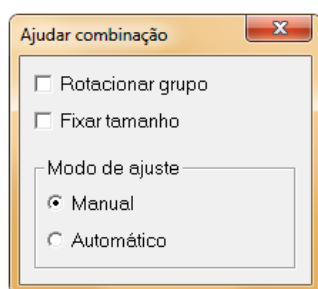 Ajudar combinação
Rotacionar grupo
Fixar tamanho
Modo de ajuste
Manual
Automático